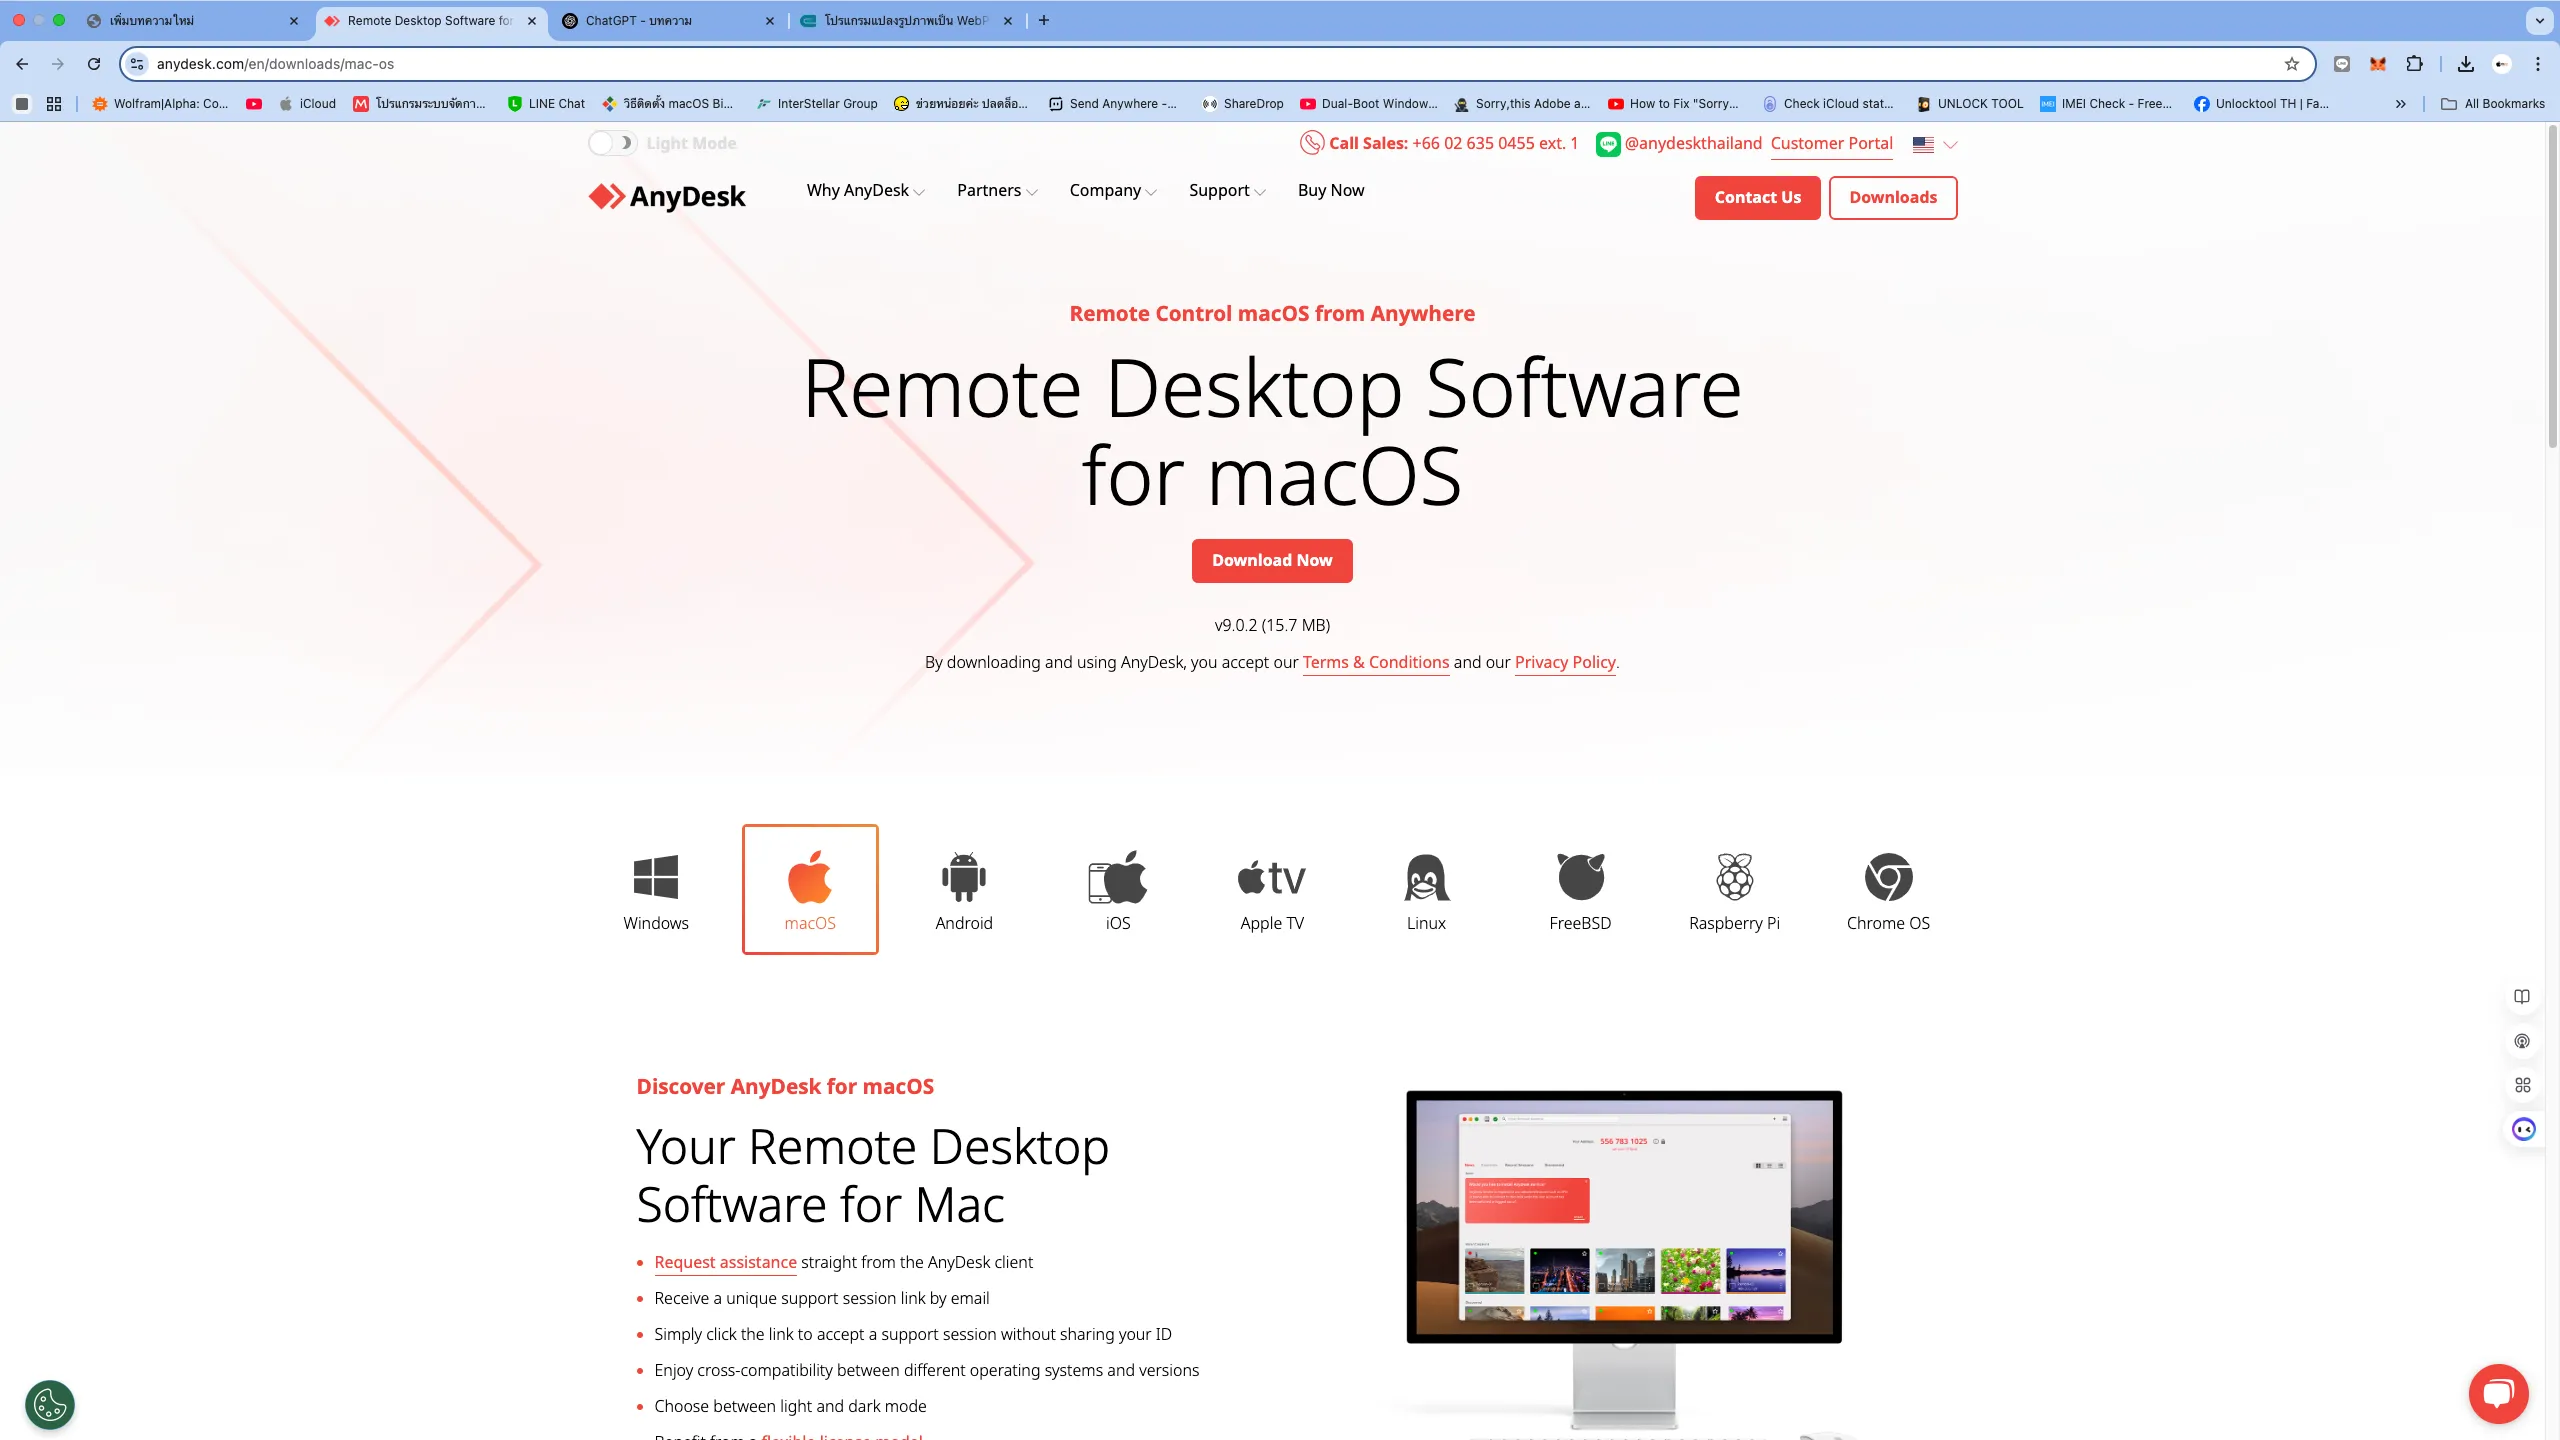 เพิ่มบทความใหม่
Remote Desktop Software for
ChatGPT - บทความ
โปรแกรมแปลงรูปภาพเป็น WebP
anydesk.com/en/downloads/mac-os
Wolfram|Alpha: Co...
iCloud
โปรแกรมระบบจัดกา...
LINE Chat
วิธีติดตั้ง macOS Bi...
InterStellar Group
ช่วยหน่อยค่ะ ปลดล็อ...
Send Anywhere -...
ShareDrop
Dual-Boot Window...
Sorry,this Adobe a...
How to Fix "Sorry...
Check iCloud stat...
UNLOCK TOOL
IMEI Check - Free...
Unlocktool TH | Fa...
All Bookmarks
Light Mode
Call Sales: +66 02 635 0455 ext. 1
@anydeskthailand
Customer Portal
AnyDesk
Why AnyDesk
Partners
Company
Support
Buy Now
Contact Us
Downloads
Remote Control macOS from Anywhere
Remote Desktop Software
for macOS
Download Now
v9.0.2 (15.7 MB)
By downloading and using AnyDesk, you accept our Terms & Conditions and our Privacy Policy.
Windows
macOS
Android
iOS
tv
Apple TV
Linux
FreeBSD
Raspberry Pi
Chrome OS
Discover AnyDesk for macOS
Your Remote Desktop
Software for Mac
Request assistance straight from the AnyDesk client
Receive a unique support session link by email
Simply click the link to accept a support session without sharing your ID
Enjoy cross-compatibility between different operating systems and versions
Choose between light and dark mode
Benefit from a flexible license model
556 783 1025